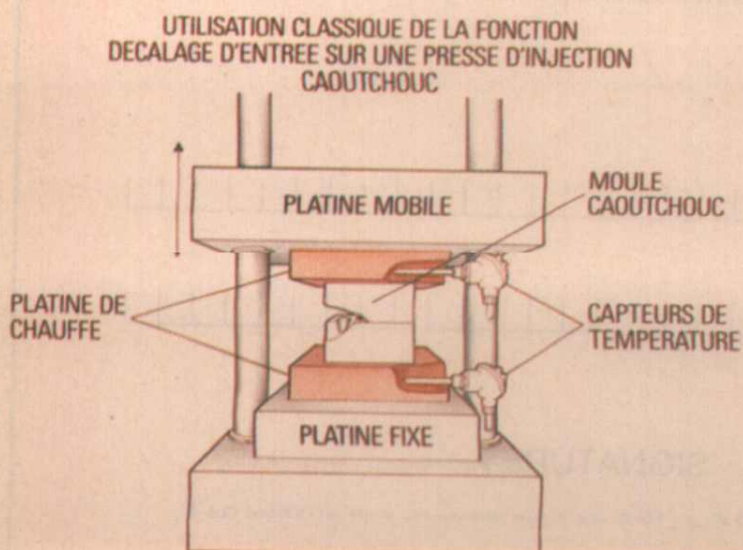 UTILISATION CLASSIQUE DE LA FONCTION
DECALAGE D'ENTREE SUR UNE PRESSE D'INJECTION
CAOUTCHOUC
MOULE
CAOUTCHOUC
PLATINE MOBILE
PLATINE DE
CHAUFFE
CAPTEURS DE
TEMPERATURE
PLATINE FIXE